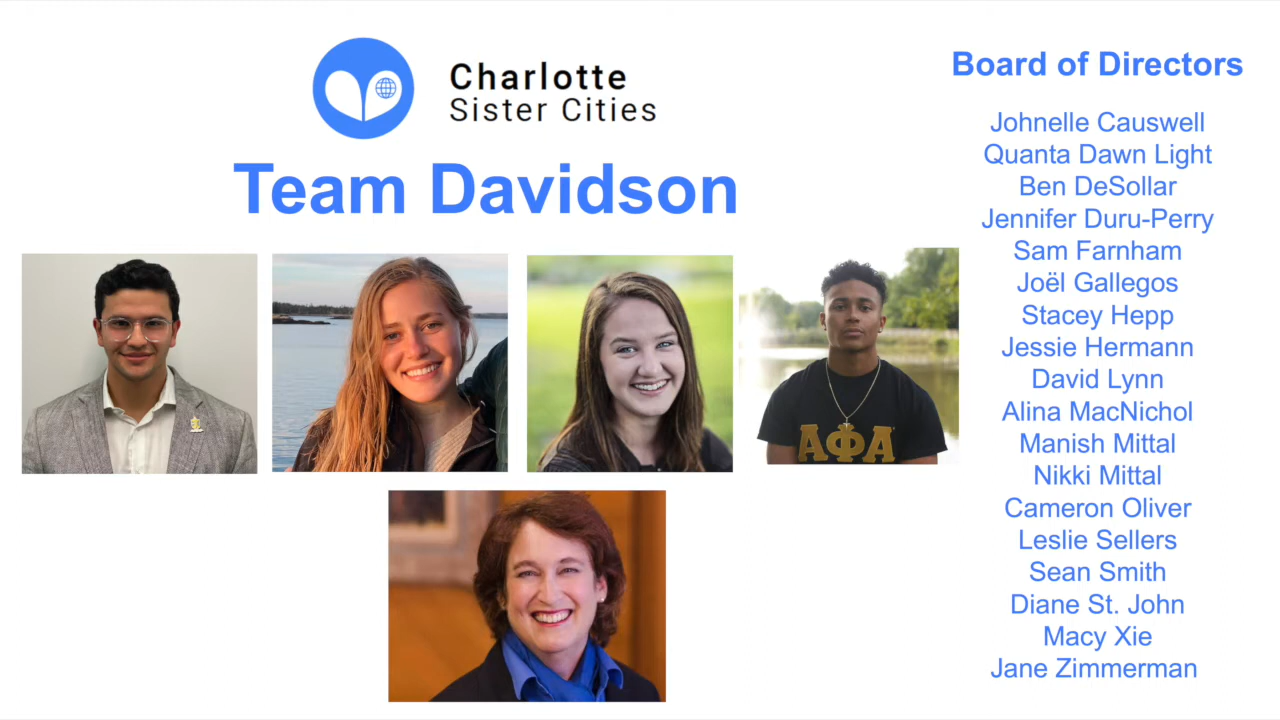 Charlotte
Sister Cities
Team Davidson
ΑΦΑ
Board of Directors
Johnelle Causwell
Quanta Dawn Light
Ben DeSollar
Jennifer Duru-Perry
Sam Farnham
Joël Gallegos
Stacey Hepp
Jessie Hermann
David Lynn
Alina MacNichol
Manish Mittal
Nikki Mittal
Cameron Oliver
Leslie Sellers
Sean Smith
Diane St. John
Macy Xie
Jane Zimmerman